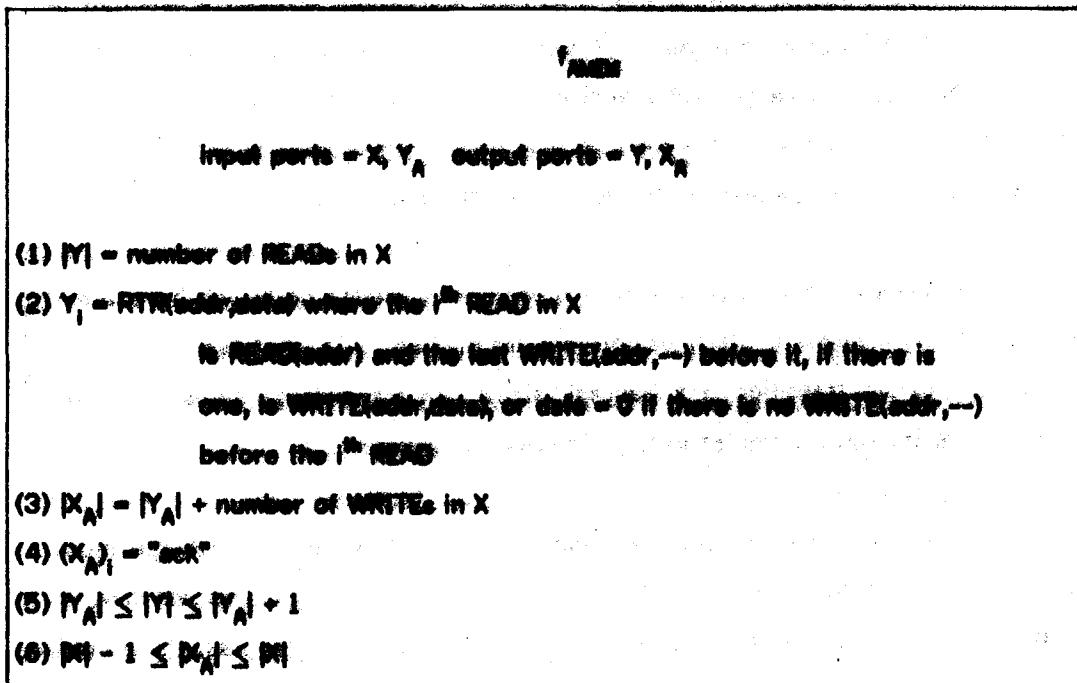 f_AMEM
input ports = X, Y_A output ports = Y, X_A
(1) |Y| = number of READs in X
(2) Y_i = RTR(addr,data) where the i^th READ in X
is READ(addr) and the last WRITE(addr,--) before it, if there is
one, is WRITE(addr,data), or data = 0 if there is no WRITE(addr,--)
before the i^th READ
(3) |X_A| = |Y_A| + number of WRITEs in X
(4) (X_A)_i = "ack"
(5) |Y_A| ≤ |Y| ≤ |Y_A| + 1
(6) |X| - 1 ≤ |X_A| ≤ |X|